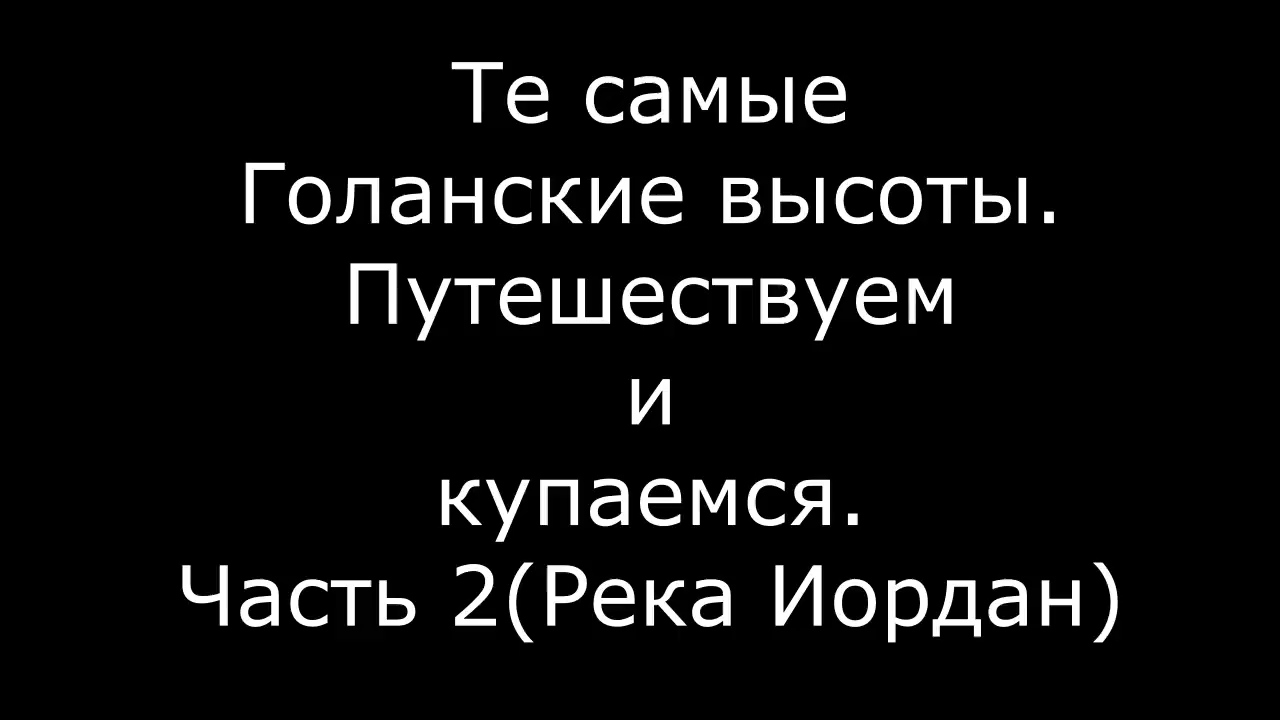 Те самые
Голанские высоты.
Путешествуем
и
купаемся.
Часть 2(Река Иордан)